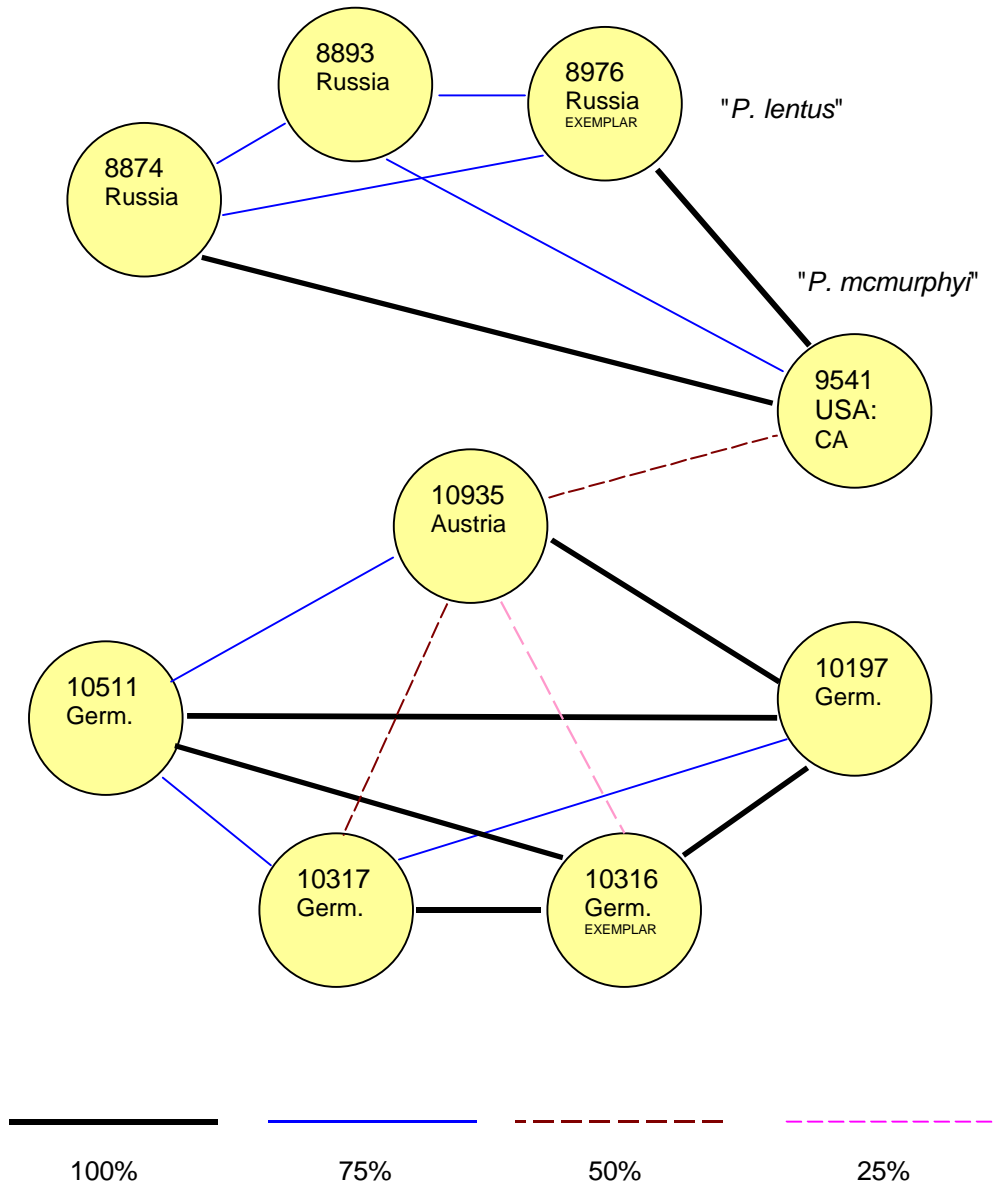 8893
Russia
8976
Russia
EXEMPLAR
"P. lentus"
8874
Russia
"P. mcmurphyi"
9541
USA:
CA
10935
Austria
10511
Germ.
10197
Germ.
10317
Germ.
10316
Germ.
EXEMPLAR
100%
75%
50%
25%